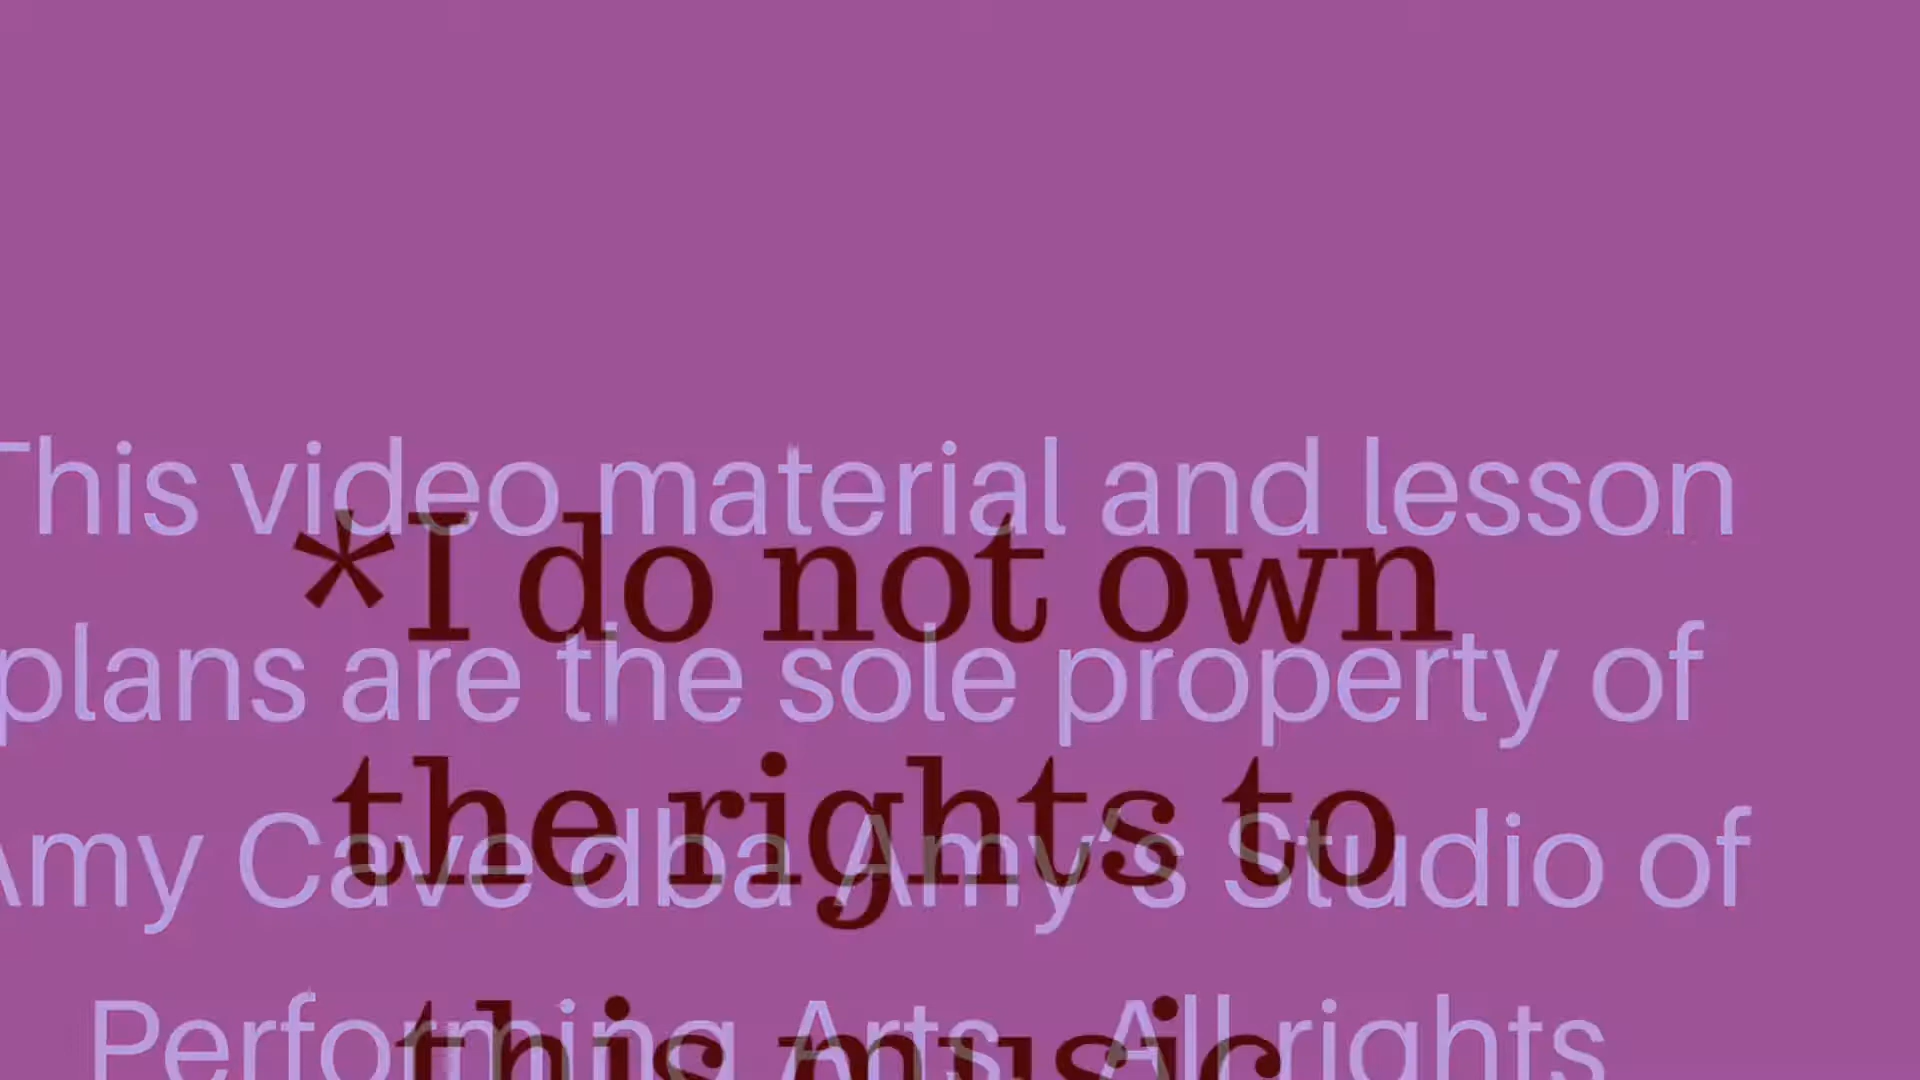 This video material and lesson
*I do not own
plans are the sole property of
the rights to
Amy Cave dba Amy's Studio of
this music
Performing Arts. All rights